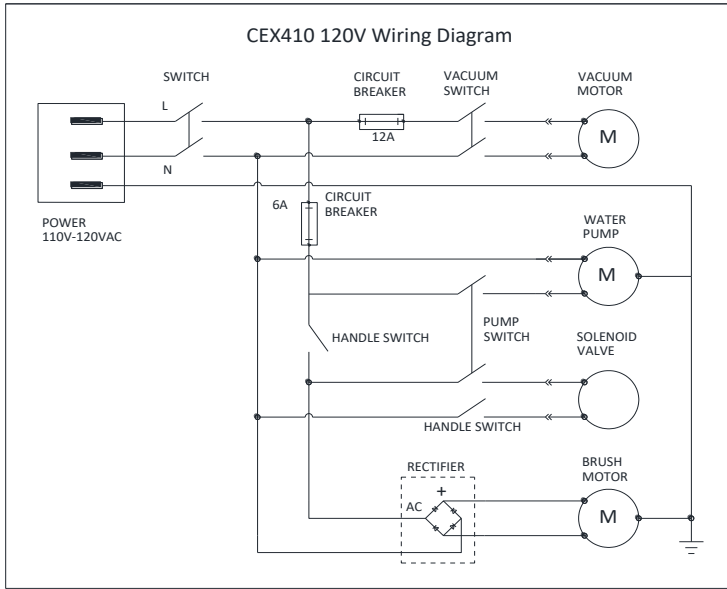 CEX410 120V Wiring Diagram
SWITCH
CIRCUIT
BREAKER
VACUUM
SWITCH
VACUUM
MOTOR
L
M
12A
N
POWER
110V-120VAC
6A
CIRCUIT
BREAKER
WATER
PUMP
M
HANDLE SWITCH
PUMP
SWITCH
SOLENOID
VALVE
HANDLE SWITCH
RECTIFIER
BRUSH
MOTOR
+
AC
M